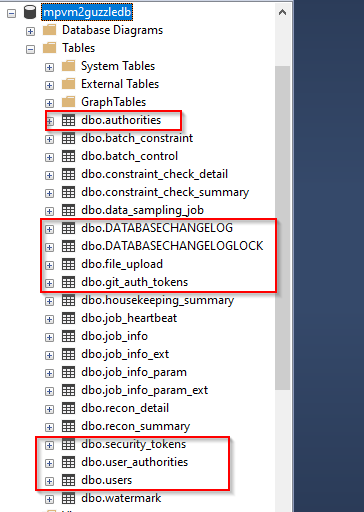 mpvm2guzzledb
Database Diagrams
Tables
System Tables
External Tables
GraphTables
dbo.authorities
dbo.batch_constraint
dbo.batch_control
dbo.constraint_check_detail
dbo.constraint_check_summary
dbo.data_sampling_job
dbo.DATABASECHANGELOG
dbo.DATABASECHANGELOGLOCK
dbo.file_upload
dbo.git_auth_tokens
dbo.housekeeping_summary
dbo.job_heartbeat
dbo.job_info
dbo.job_info_ext
dbo.job_info_param
dbo.job_info_param_ext
dbo.recon_detail
dbo.recon_summary
dbo.security_tokens
dbo.user_authorities
dbo.users
dbo.watermark